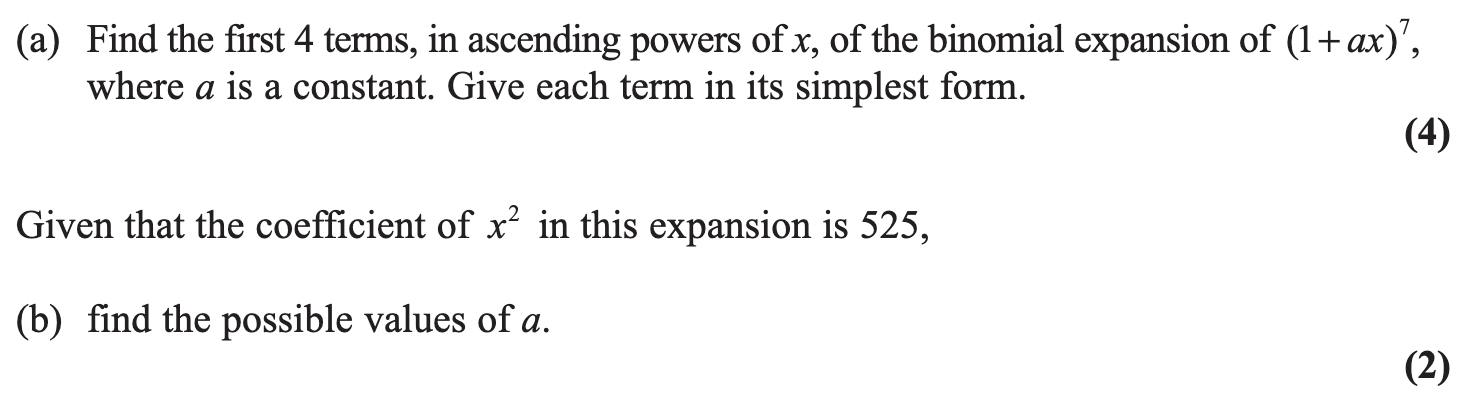 (a) Find the first 4 terms, in ascending powers of x, of the binomial expansion of (1+ax)⁷,
where a is a constant. Give each term in its simplest form.
(4)
Given that the coefficient of x² in this expansion is 525,
(b) find the possible values of a.
(2)